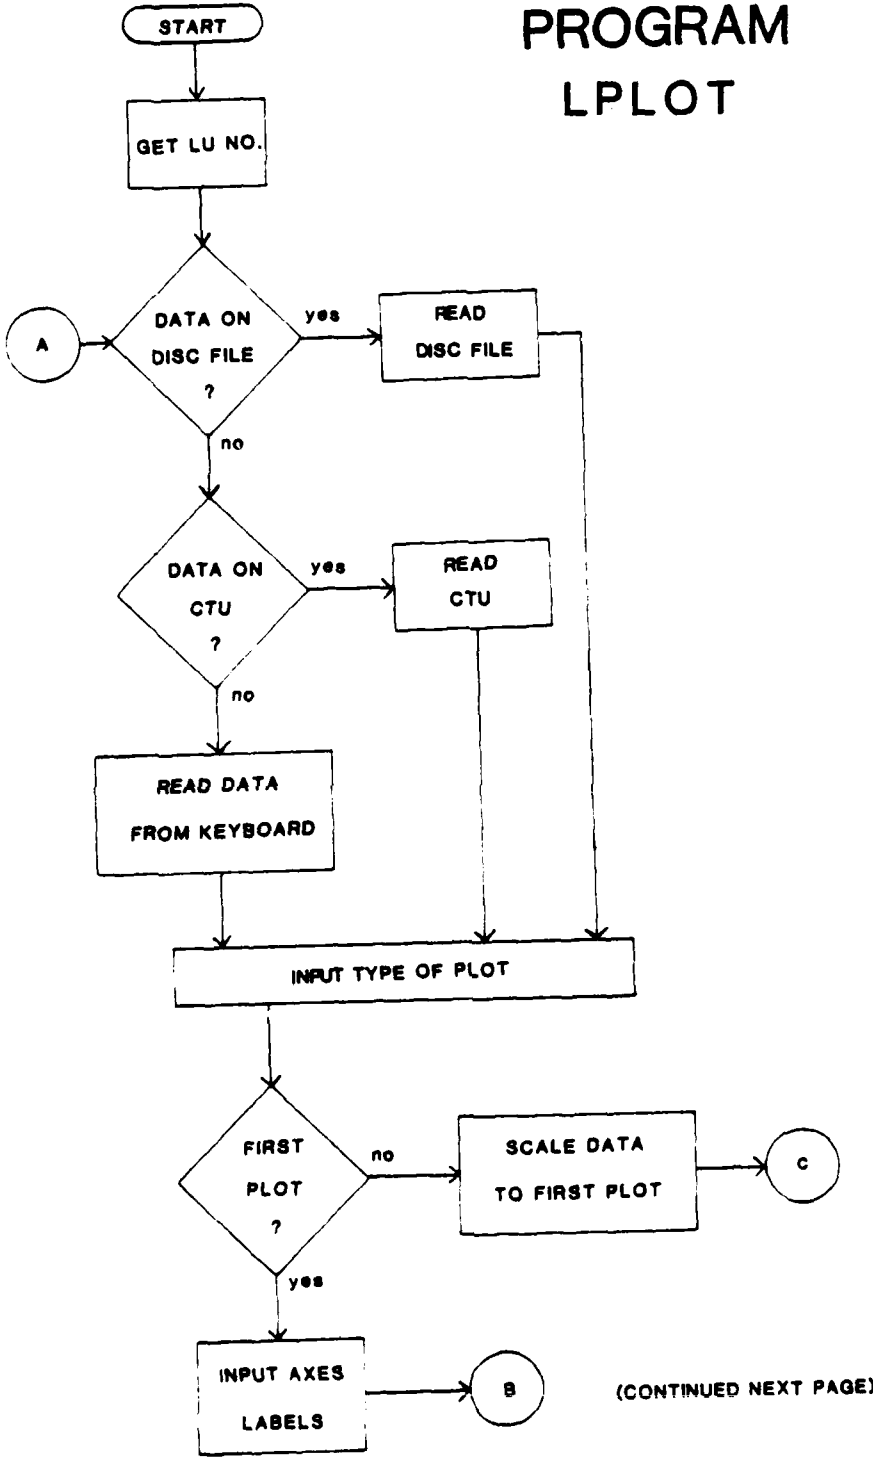 START
PROGRAM
LPLOT
GET LU NO.
A
DATA ON
DISC FILE
?
yes
READ
DISC FILE
no
DATA ON
CTU
?
yes
READ
CTU
no
READ DATA
FROM KEYBOARD
INPUT TYPE OF PLOT
FIRST
PLOT
?
no
SCALE DATA
TO FIRST PLOT
C
yes
INPUT AXES
LABELS
B
(CONTINUED NEXT PAGE)